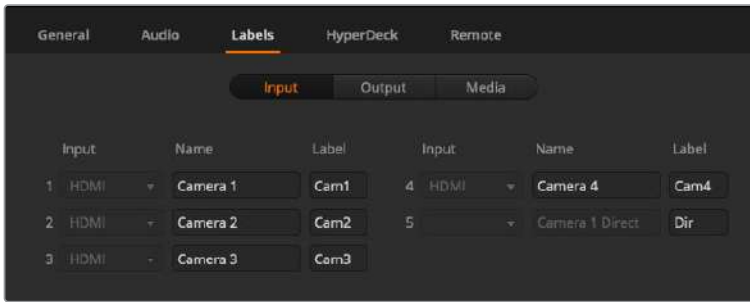 General Audio Labels HyperDeck Remote
Input Output Media
Input Name Label Input Name Label
1 HDMI Camera 1 Cam1 4 HDMI Camera 4 Cam4
2 HDMI Camera 2 Cam2 5 Camera 1 Direct Dir
3 HDMI Camera 3 Cam3